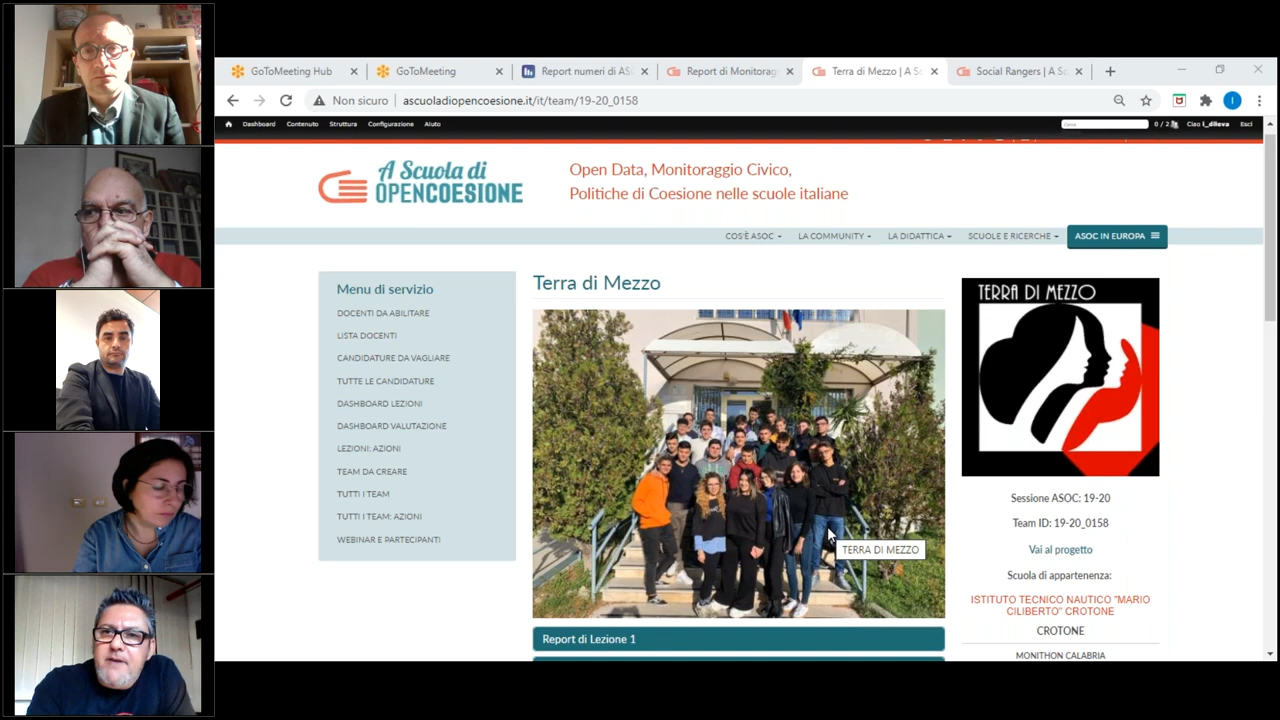 GoToMeeting Hub
GoToMeeting
Report numeri di ASO
Report di Monitorag
Terra di Mezzo | A Sc
Social Rangers | A Sc
Non sicuro
ascuoladiopencoesione.it/it/team/19-20_0158
Dashboard Contenuto Struttura Configurazione Aiuto
Cerca
0 / 2
Ciao i_dileva
Esci
A Scuola di
OPENCOESIONE
Open Data, Monitoraggio Civico,
Politiche di Coesione nelle scuole italiane
COS'È ASOC
LA COMMUNITY
LA DIDATTICA
SCUOLE E RICERCHE
ASOC IN EUROPA
Menu di servizio
DOCENTI DA ABILITARE
LISTA DOCENTI
CANDIDATURE DA VAGLIARE
TUTTE LE CANDIDATURE
DASHBOARD LEZIONI
DASHBOARD VALUTAZIONE
LEZIONI: AZIONI
TEAM DA CREARE
TUTTI I TEAM
TUTTI I TEAM: AZIONI
WEBINAR E PARTECIPANTI
Terra di Mezzo
TERRA DI MEZZO
Report di Lezione 1
TERRA DI MEZZO
Sessione ASOC: 19-20
Team ID: 19-20_0158
Vai al progetto
Scuola di appartenenza:
ISTITUTO TECNICO NAUTICO "MARIO
CILIBERTO" CROTONE
CROTONE
MONITHON CALABRIA